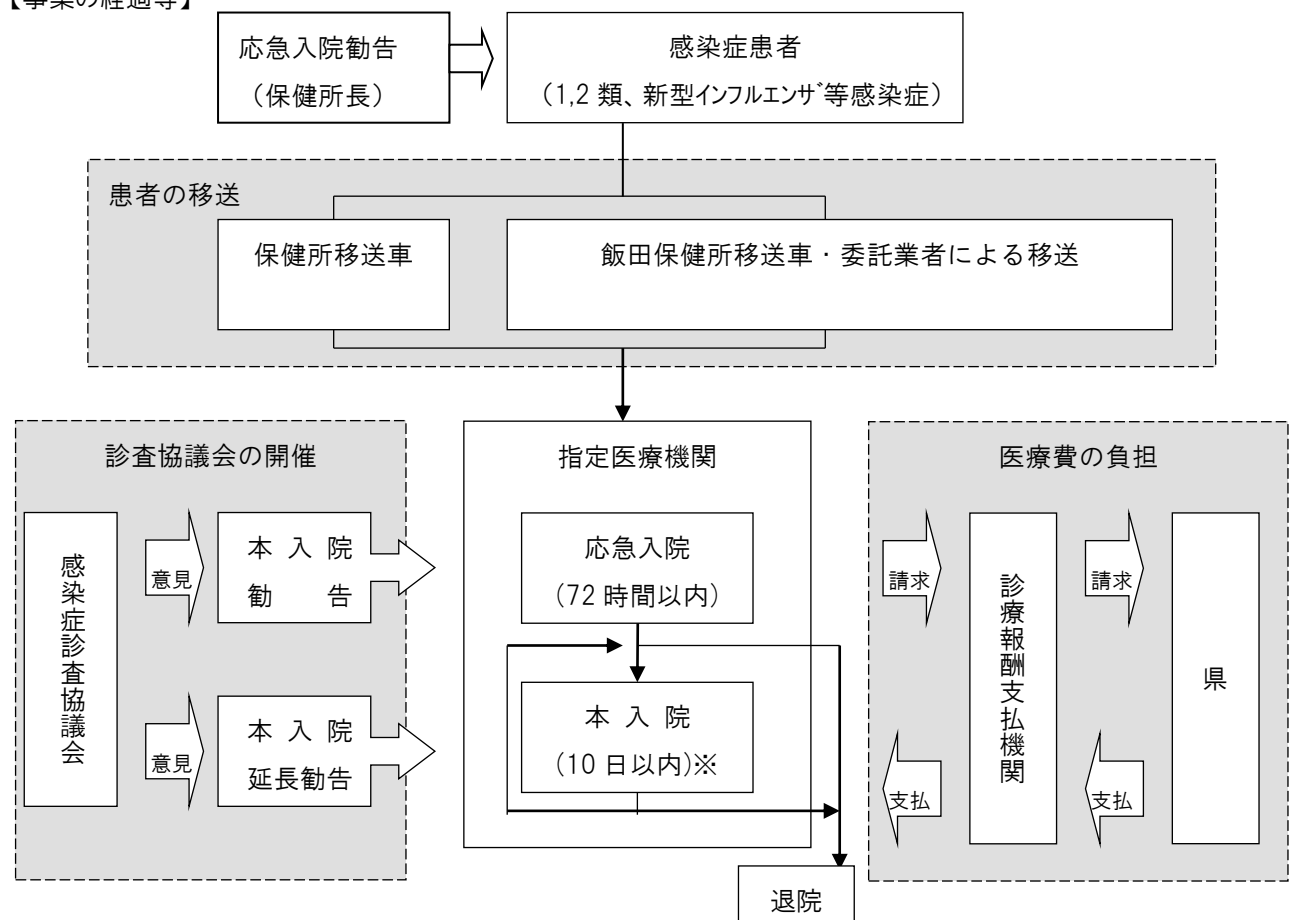 【事業の経過等】
応急入院勧告
（保健所長）
感染症患者
（1,2 類、新型ｲﾝﾌﾙｴﾝｻﾞ等感染症）
患者の移送
保健所移送車
飯田保健所移送車・委託業者による移送
診査協議会の開催
感染症診査協議会
意見
本 入 院
勧　　告
意見
本 入 院
延長勧告
指定医療機関
応急入院
(72 時間以内)
本 入 院
(10 日以内)※
退院
医療費の負担
請求
診療報酬支払機関
請求
県
支払
支払